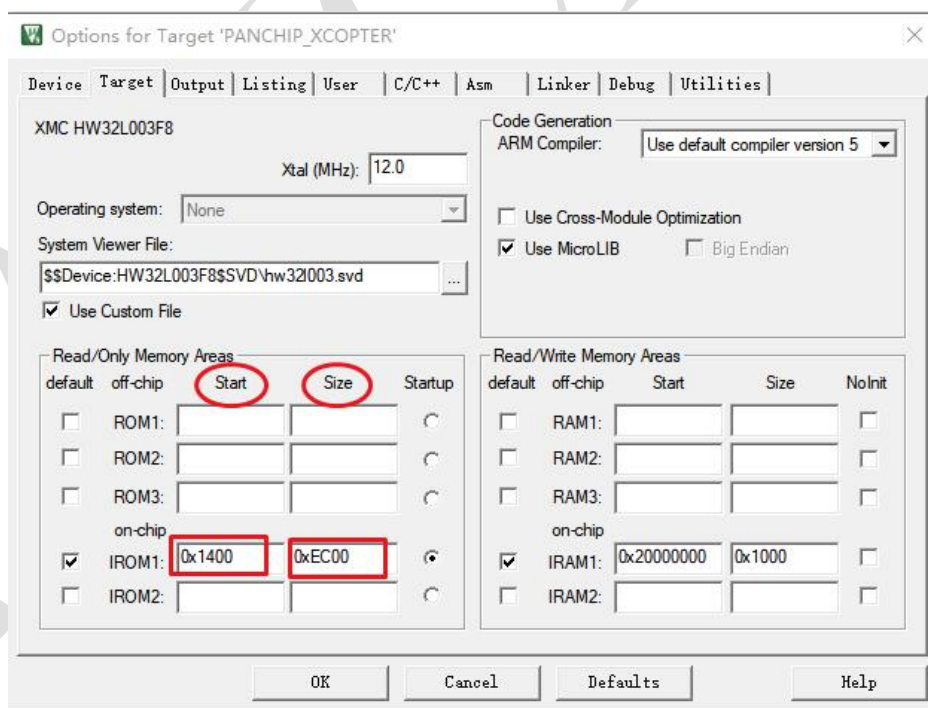 Options for Target 'PANCHIP_XCOPTER'
Device Target Output Listing User C/C++ Asm Linker Debug Utilities
XMC HW32L003F8
Xtal (MHz): 12.0
Operating system: None
System Viewer File:
$$Device:HW32L003F8$SVD\hw32l003.svd ...
Use Custom File
Code Generation
ARM Compiler: Use default compiler version 5
Use Cross-Module Optimization
Use MicroLIB Big Endian
Read/Only Memory Areas
default off-chip Start Size Startup
ROM1:
ROM2:
ROM3:
on-chip
IROM1: 0x1400 0xEC00
IROM2:
Read/Write Memory Areas
default off-chip Start Size NoInit
RAM1:
RAM2:
RAM3:
on-chip
IRAM1: 0x20000000 0x1000
IRAM2:
OK Cancel Defaults Help